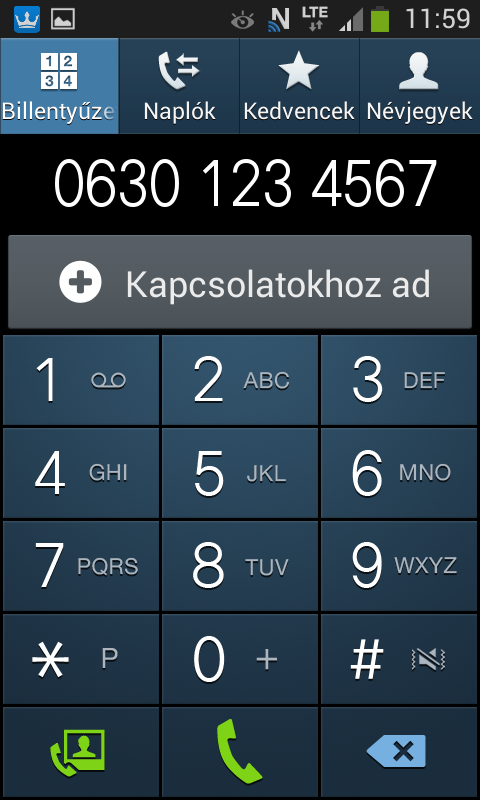 LTE 11:59
1 2
3 4
Billentyűze Naplók Kedvencek Névjegyek
0630 123 4567
Kapcsolatokhoz ad
1 2 ABC 3 DEF
4 GHI 5 JKL 6 MNO
7 PQRS 8 TUV 9 WXYZ
* P 0 + #